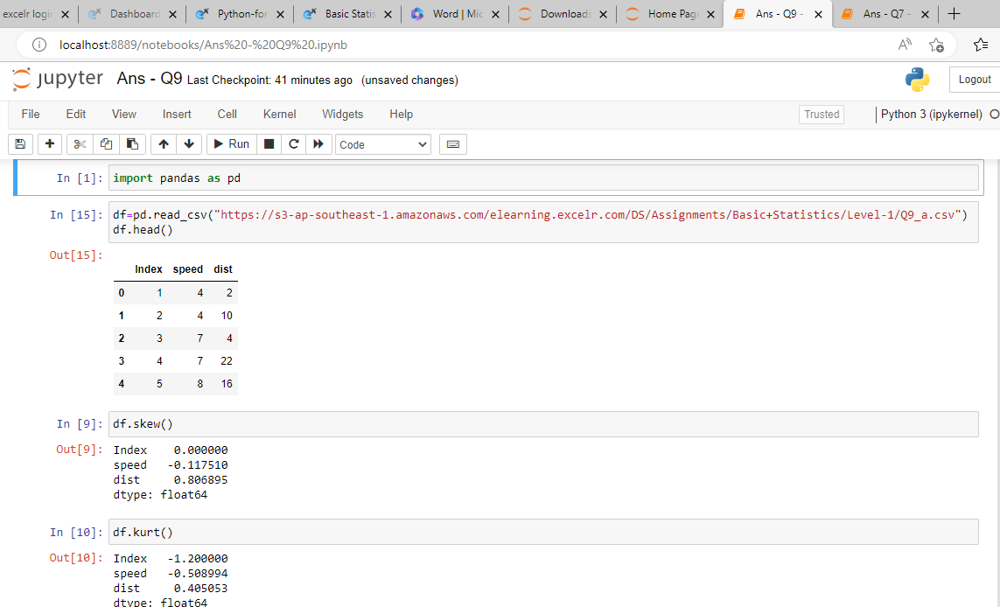 excelr login
Dashboard
Python-for
Basic Statis
Word | Mic
Downloads
Home Page
Ans - Q9 -
Ans - Q7 -
localhost:8889/notebooks/Ans%20-%20Q9%20.ipynb
jupyter Ans - Q9 Last Checkpoint: 41 minutes ago (unsaved changes)
Logout
File Edit View Insert Cell Kernel Widgets Help
Trusted
Python 3 (ipykernel)
Run
Code
In [1]: import pandas as pd
In [15]: df=pd.read_csv("https://s3-ap-southeast-1.amazonaws.com/elearning.excelr.com/DS/Assignments/Basic+Statistics/Level-1/Q9_a.csv")
df.head()
Out[15]:
Index speed dist
0 1 4 2
1 2 4 10
2 3 7 4
3 4 7 22
4 5 8 16
In [9]: df.skew()
Out[9]: Index 0.000000
speed -0.117510
dist 0.806895
dtype: float64
In [10]: df.kurt()
Out[10]: Index -1.200000
speed -0.508994
dist 0.405053
dtype: float64